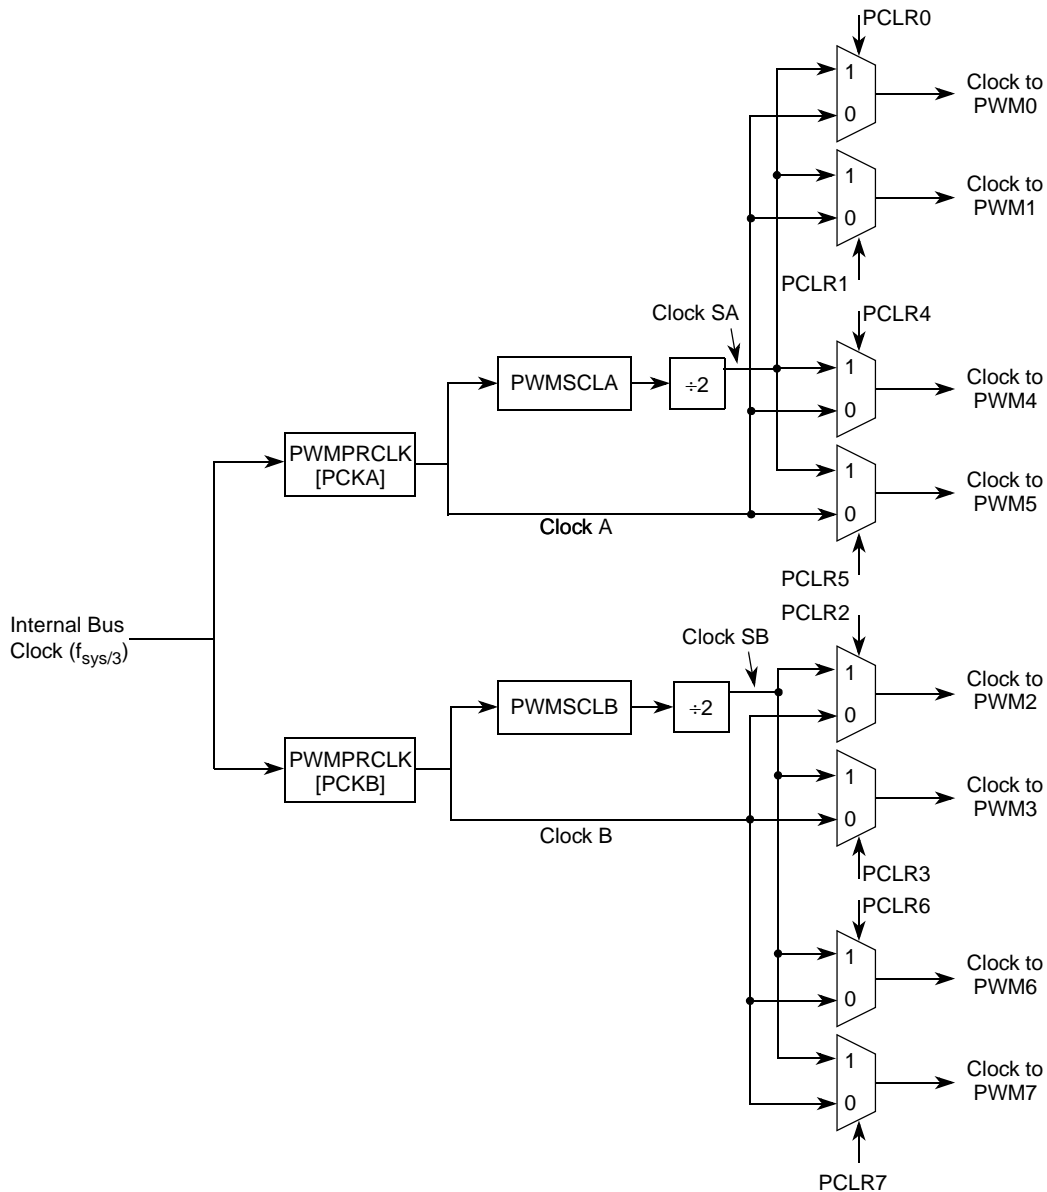 PCLR0
1
0
Clock to
PWM0
1
0
Clock to
PWM1
PCLR1
Clock SA
PCLR4
PWMSCLA
÷2
1
0
Clock to
PWM4
PWMPRCLK
[PCKA]
1
0
Clock to
PWM5
Clock A
PCLR5
Internal Bus
Clock (fsys/3)
PCLR2
Clock SB
PWMSCLB
÷2
1
0
Clock to
PWM2
PWMPRCLK
[PCKB]
1
0
Clock to
PWM3
Clock B
PCLR3
PCLR6
1
0
Clock to
PWM6
1
0
Clock to
PWM7
PCLR7